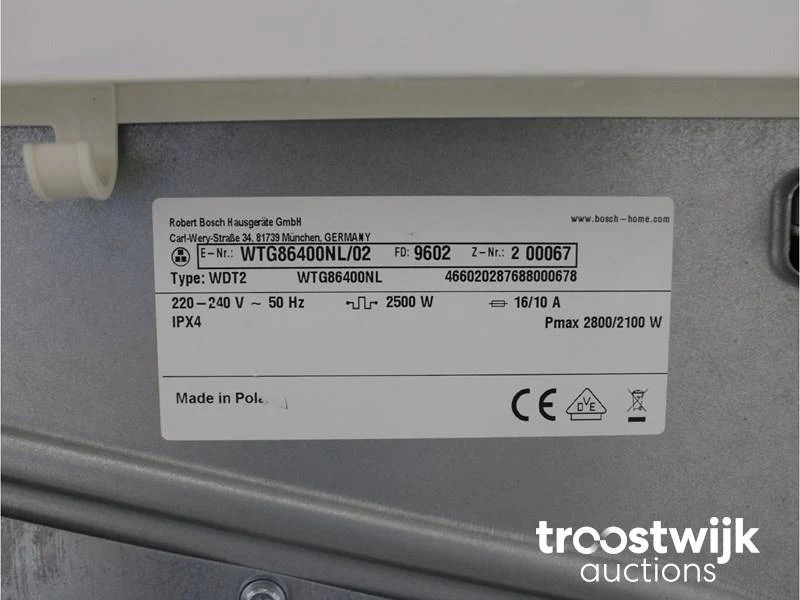 Robert Bosch Hausgeräte GmbH
www.bosch-home.com
Carl-Wery-Straße 34, 81739 München, GERMANY
E-Nr.: WTG86400NL/02 FD: 9602 Z-Nr.: 2 00067
Type: WDT2 WTG86400NL 466020287688000678
220-240 V ~ 50 Hz 2500 W 16/10 A
IPX4 Pmax 2800/2100 W
Made in
CE DVE
troostwijk
auctions